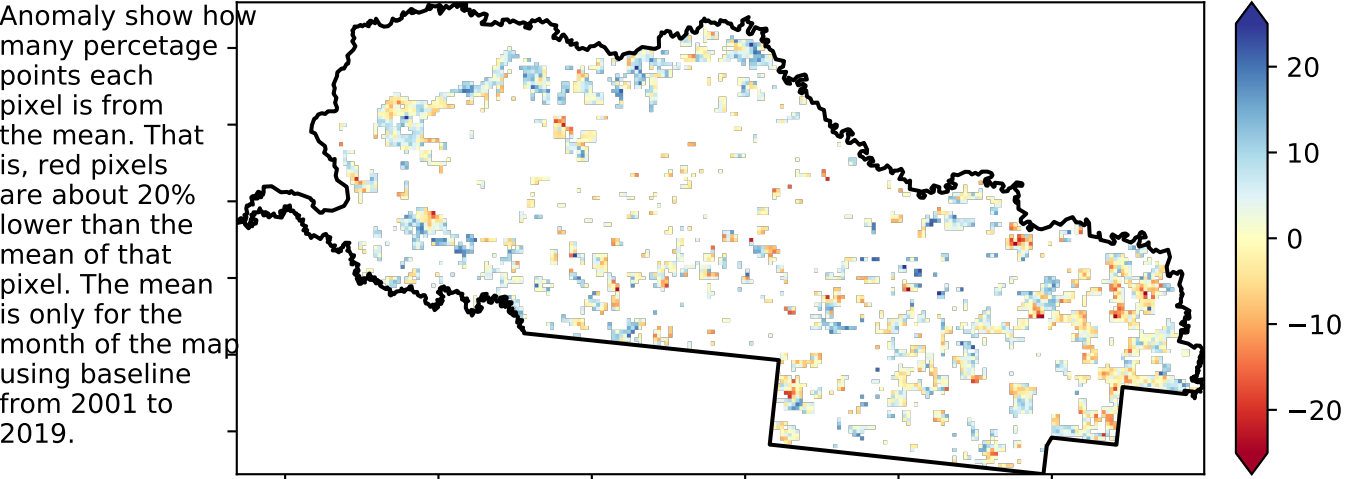 Anomaly show how
many percetage
points each
pixel is from
the mean. That
is, red pixels
are about 20%
lower than the
mean of that
pixel. The mean
is only for the
month of the map
using baseline
from 2001 to
2019.
20
10
0
−10
−20